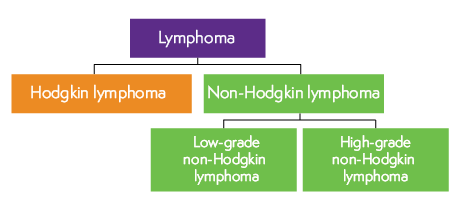 Lymphoma
Hodgkin lymphoma
Non-Hodgkin lymphoma
Low-grade
non-Hodgkin
lymphoma
High-grade
non-Hodgkin
lymphoma